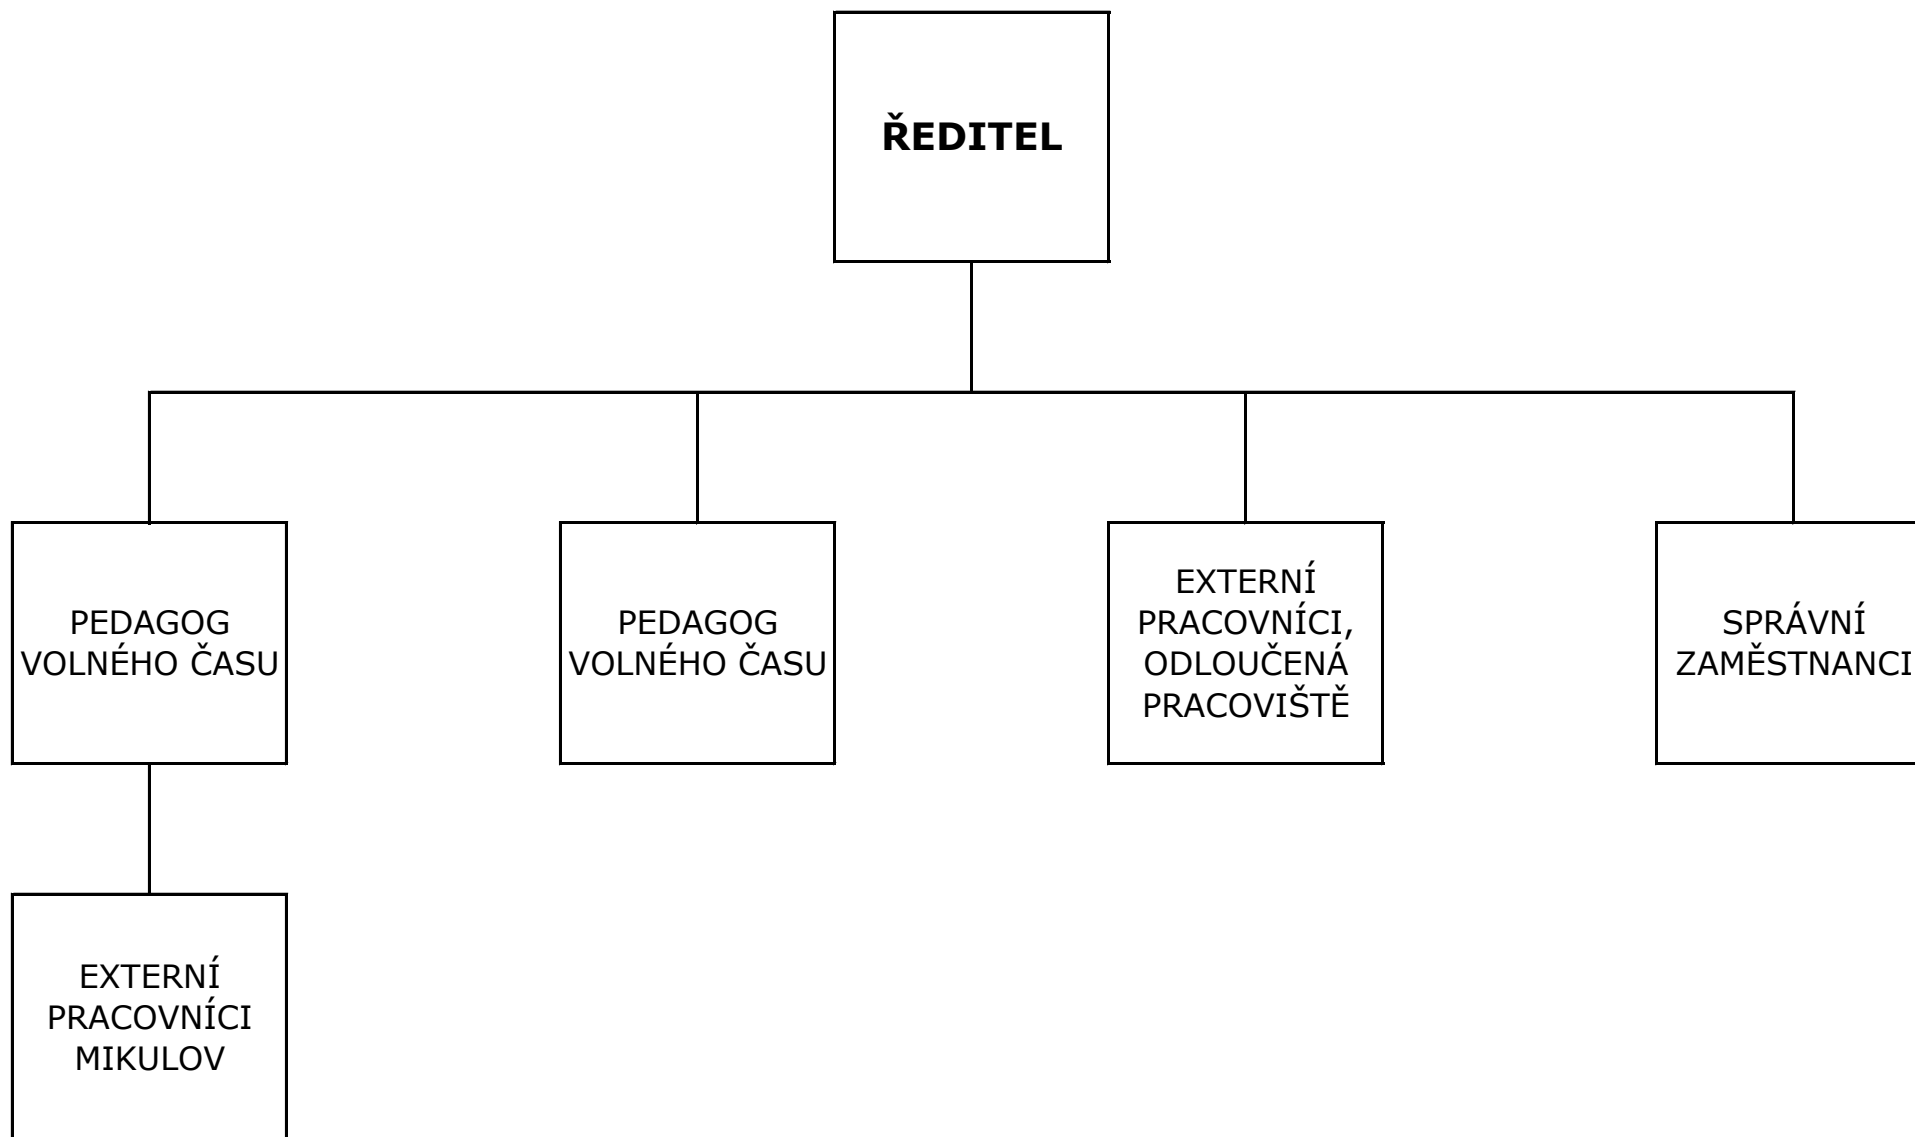 ŘEDITEL
PEDAGOG
VOLNÉHO ČASU
PEDAGOG
VOLNÉHO ČASU
EXTERNÍ
PRACOVNÍCI,
ODLOUČENÁ
PRACOVIŠTĚ
SPRÁVNÍ
ZAMĚSTNANCI
EXTERNÍ
PRACOVNÍCI
MIKULOV